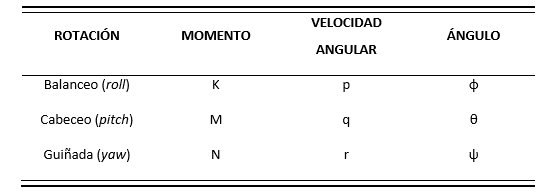 ROTACIÓN MOMENTO VELOCIDAD ANGULAR ÁNGULO
Balanceo (roll) K p ϕ
Cabeceo (pitch) M q θ
Guiñada (yaw) N r ψ